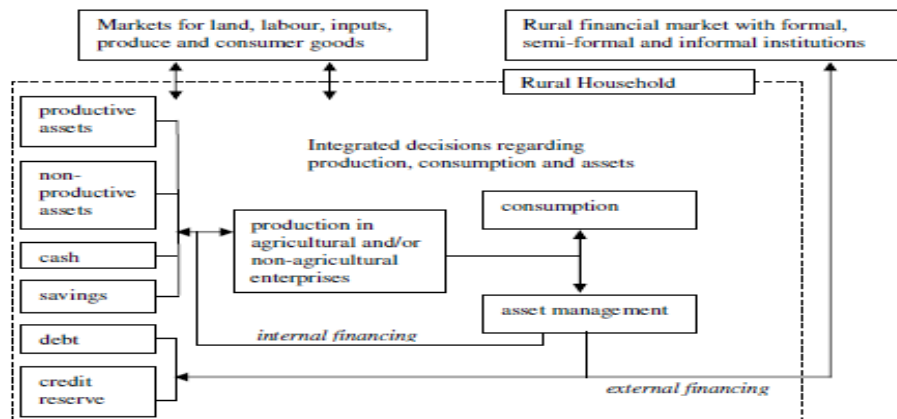 Markets for land, labour, inputs,
produce and consumer goods
Rural financial market with formal,
semi-formal and informal institutions
Rural Household
productive
assets
Integrated decisions regarding
production, consumption and assets
non-
productive
assets
consumption
production in
agricultural and/or
non-agricultural
enterprises
cash
savings
asset management
debt
internal financing
credit
reserve
external financing